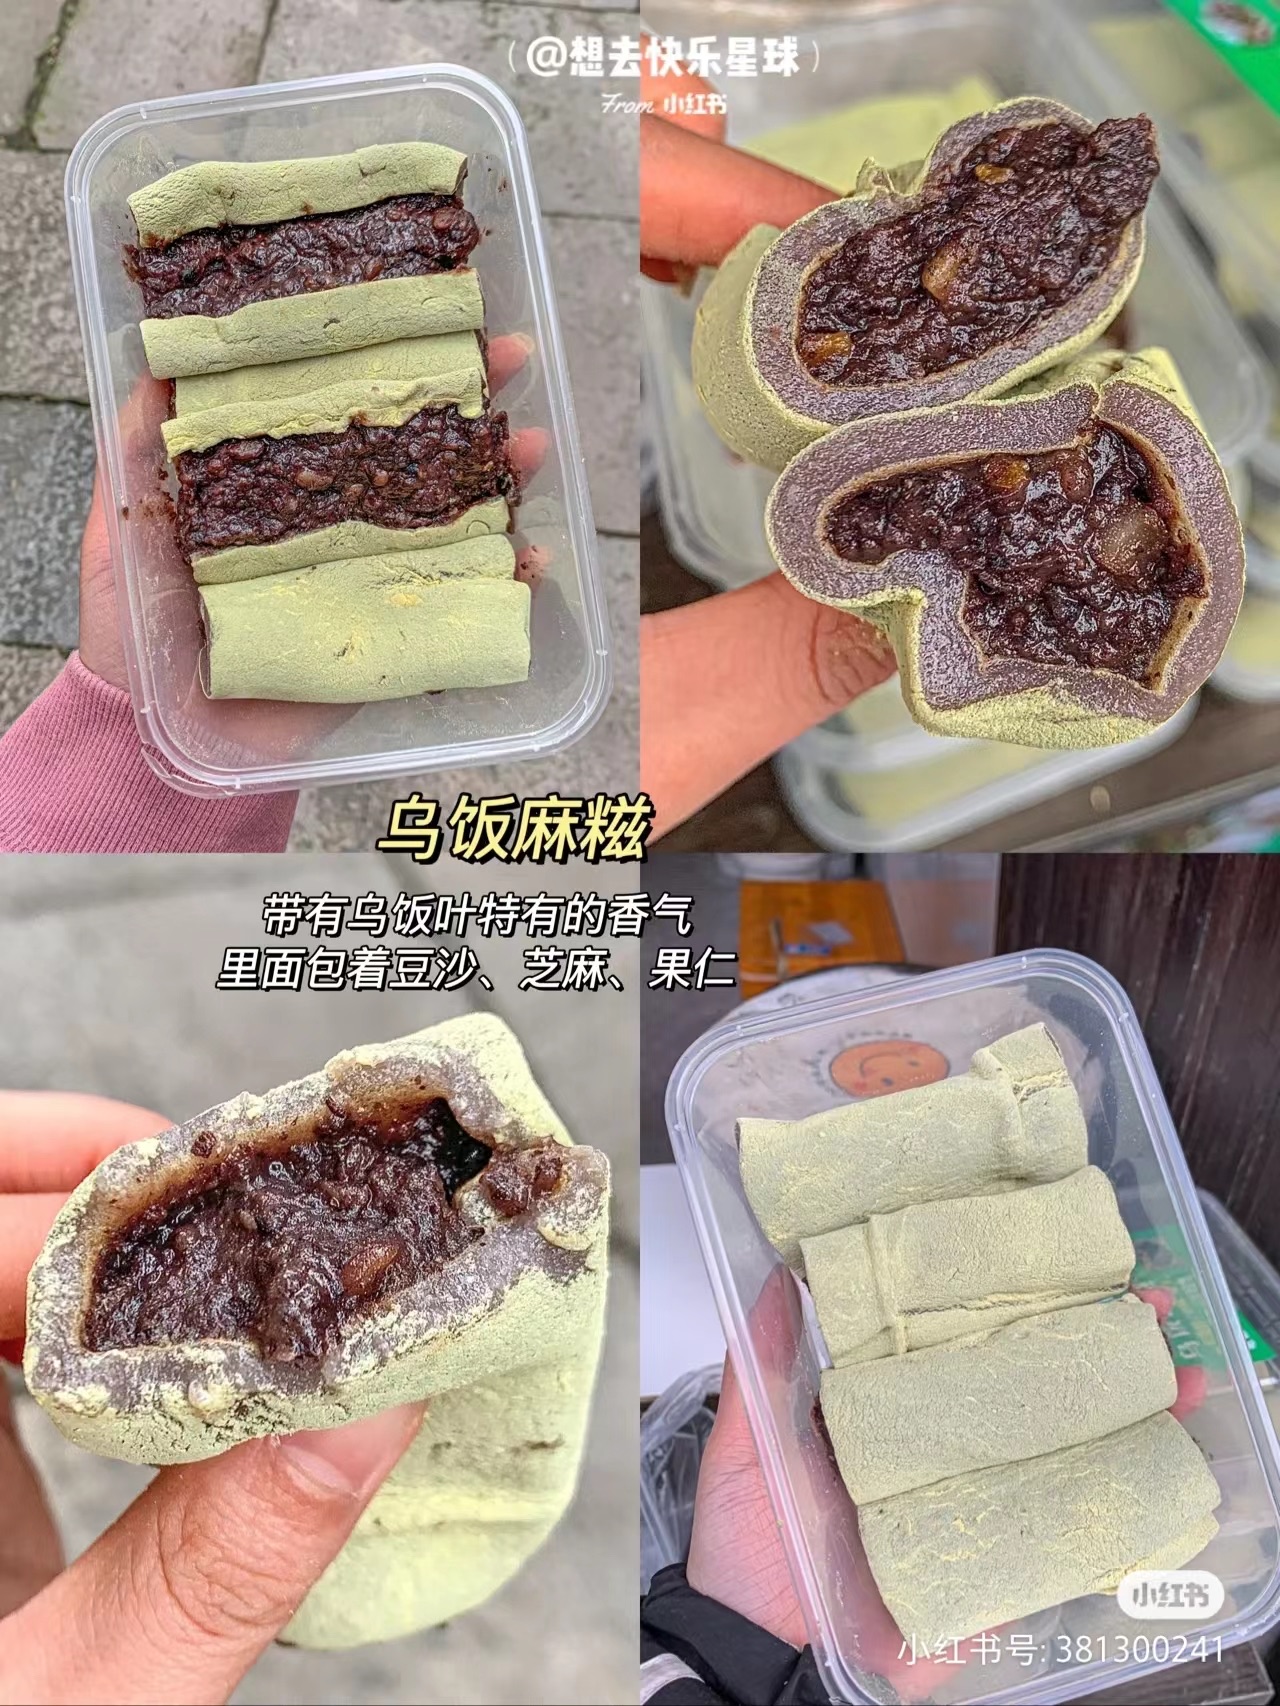 (@想去快乐星球)
From 小红书
乌饭麻糍
带有乌饭叶特有的香气
里面包着豆沙、芝麻、果仁
小红书
小红书号: 381300241